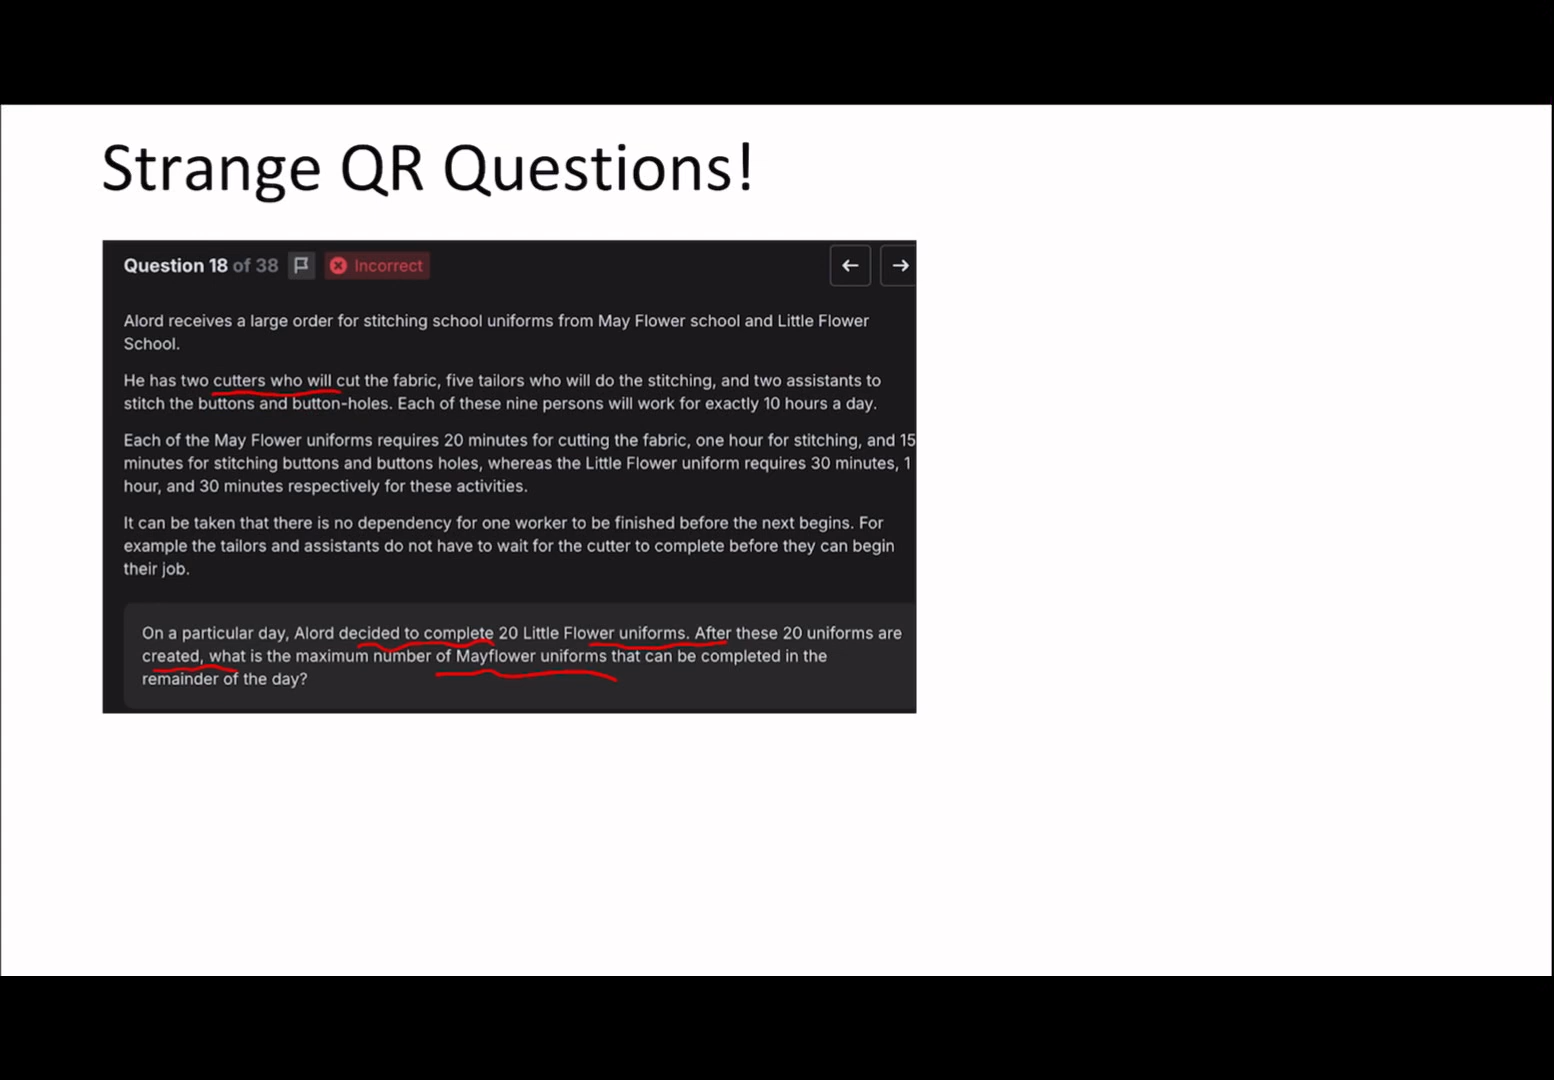 Strange QR Questions!
Question 18 of 38 Incorrect
Alord receives a large order for stitching school uniforms from May Flower school and Little Flower
School.
He has two cutters who will cut the fabric, five tailors who will do the stitching, and two assistants to
stitch the buttons and button-holes. Each of these nine persons will work for exactly 10 hours a day.
Each of the May Flower uniforms requires 20 minutes for cutting the fabric, one hour for stitching, and 15
minutes for stitching buttons and buttons holes, whereas the Little Flower uniform requires 30 minutes, 1
hour, and 30 minutes respectively for these activities.
It can be taken that there is no dependency for one worker to be finished before the next begins. For
example the tailors and assistants do not have to wait for the cutter to complete before they can begin
their job.
On a particular day, Alord decided to complete 20 Little Flower uniforms. After these 20 uniforms are
created, what is the maximum number of Mayflower uniforms that can be completed in the
remainder of the day?